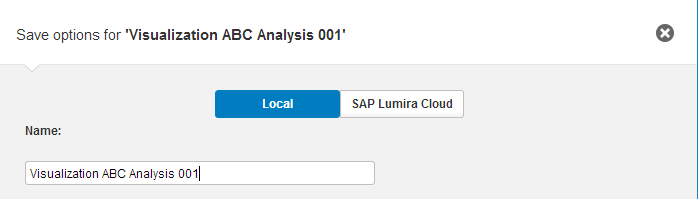 Save options for 'Visualization ABC Analysis 001'
Local
SAP Lumira Cloud
Name:
Visualization ABC Analysis 001